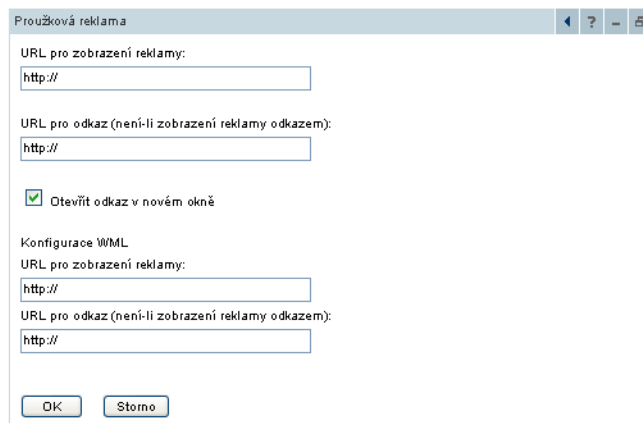 Proužková reklama
URL pro zobrazení reklamy:
http://
URL pro odkaz (není-li zobrazení reklamy odkazem):
http://
Otevřít odkaz v novém okně
Konfigurace WML
URL pro zobrazení reklamy:
http://
URL pro odkaz (není-li zobrazení reklamy odkazem):
http://
OK Storno